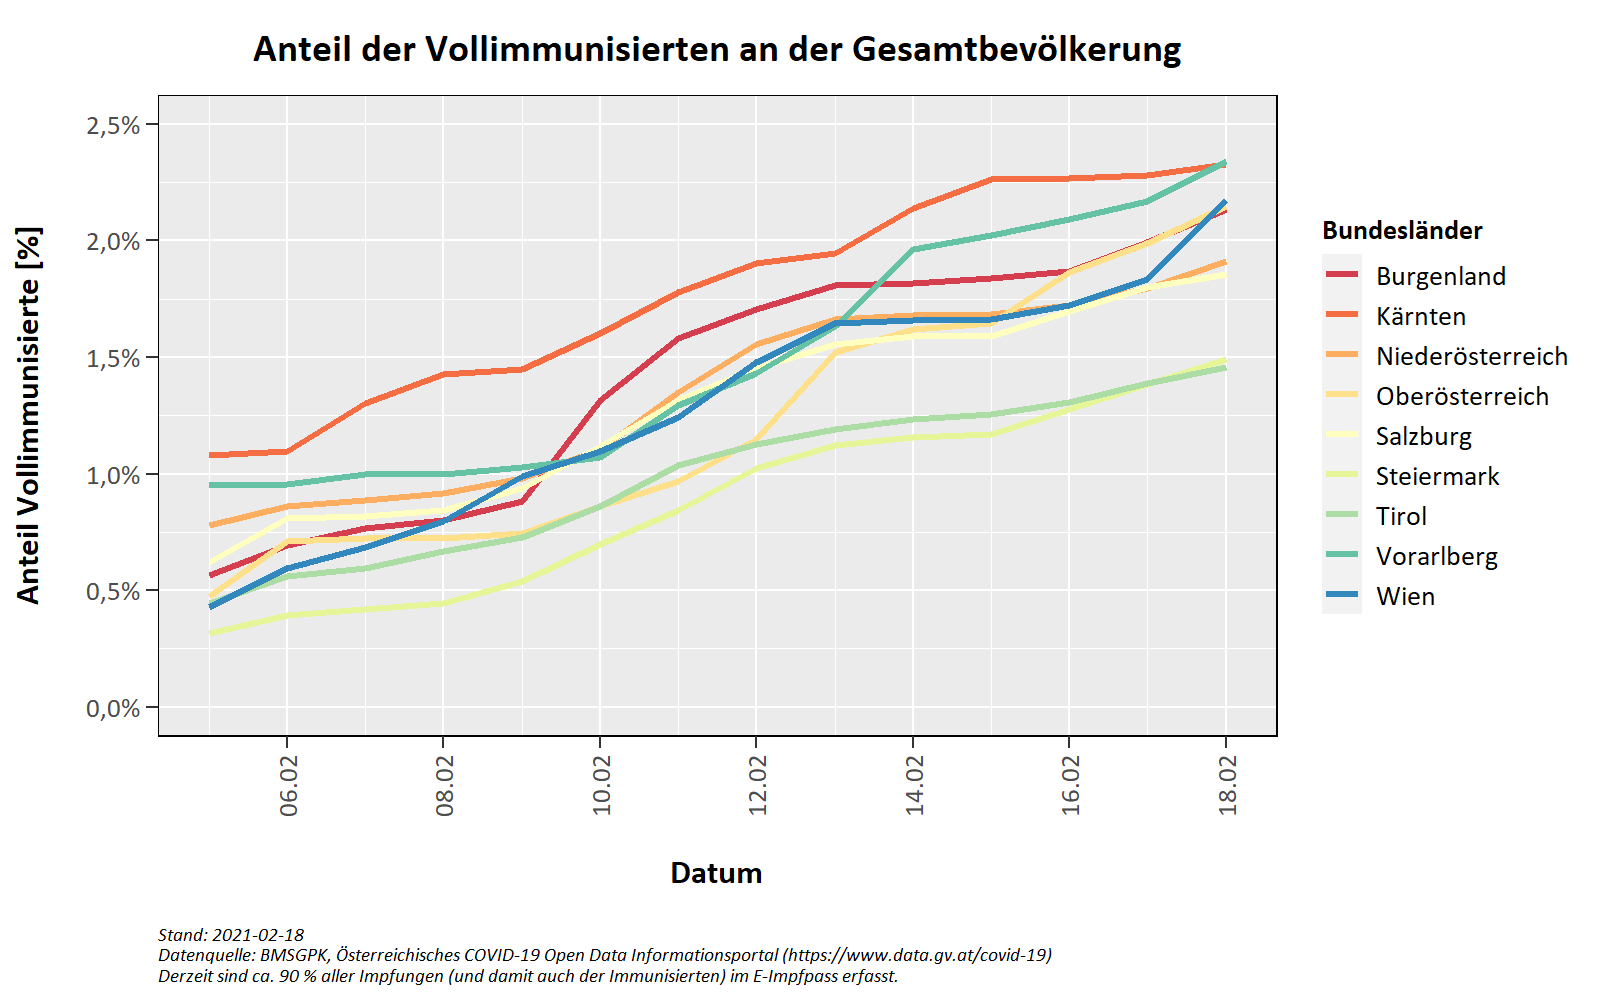 Anteil der Vollimmunisierten an der Gesamtbevölkerung
Anteil Vollimmunisierte [%]
2,5%
2,0%
1,5%
1,0%
0,5%
0,0%
06.02
08.02
10.02
12.02
14.02
16.02
18.02
Datum
Bundesländer
Burgenland
Kärnten
Niederösterreich
Oberösterreich
Salzburg
Steiermark
Tirol
Vorarlberg
Wien
Stand: 2021-02-18
Datenquelle: BMSGPK, Österreichisches COVID-19 Open Data Informationsportal (https://www.data.gv.at/covid-19)
Derzeit sind ca. 90 % aller Impfungen (und damit auch der Immunisierten) im E-Impfpass erfasst.